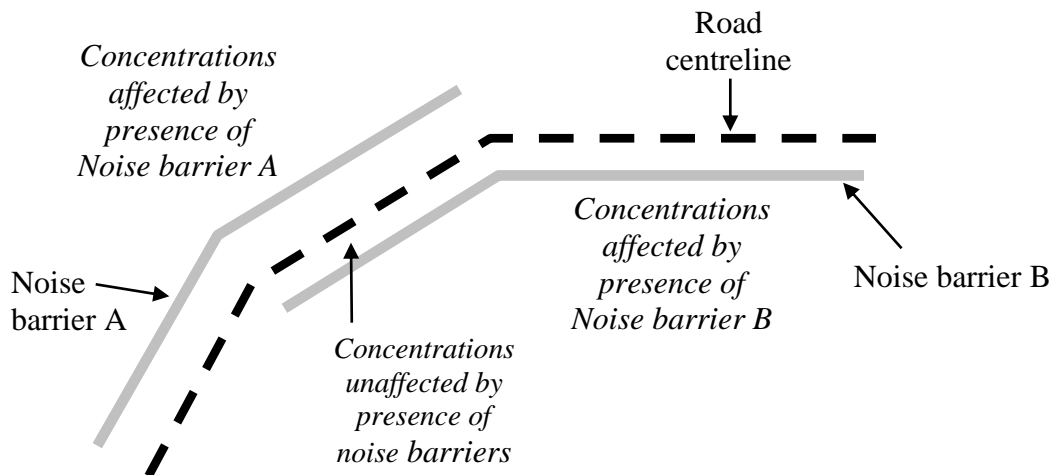 Concentrations
affected by
presence of
Noise barrier A
Road
centreline
Noise
barrier A
Concentrations
unaffected by
presence of
noise barriers
Concentrations
affected by
presence of
Noise barrier B
Noise barrier B